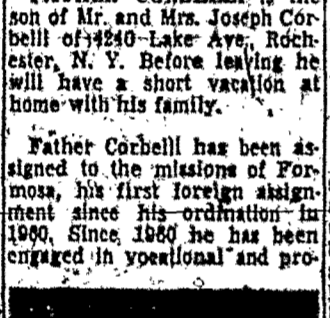 son of Mr. and Mrs. Joseph Cor-
belli of 4240 Lake Ave., Roch-
ester, N. Y. Before leaving he
will have a short vacation at
home with his family.
Father Corbelli has been as-
signed to the missions of For-
mosa, his first foreign assign-
ment since his ordination in
1960. Since 1960 he has been
engaged in vocational and pro-